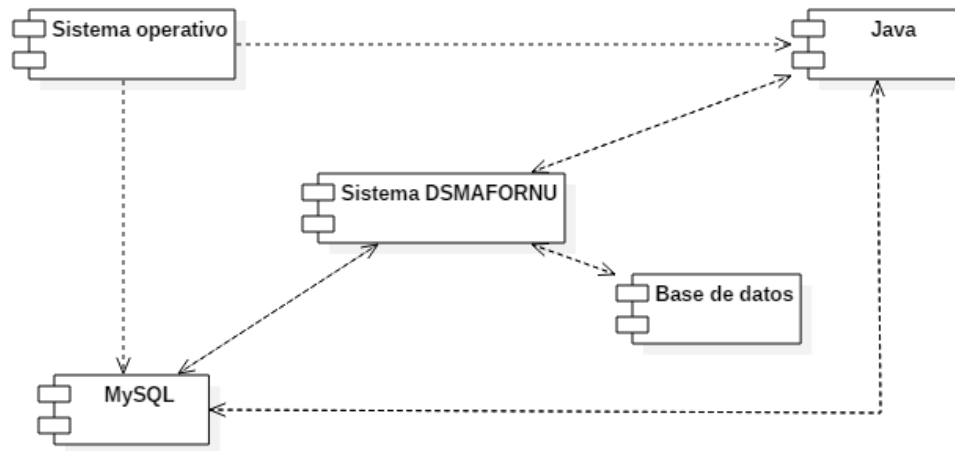 Sistema operativo
Java
Sistema DSMAFORNU
Base de datos
MySQL